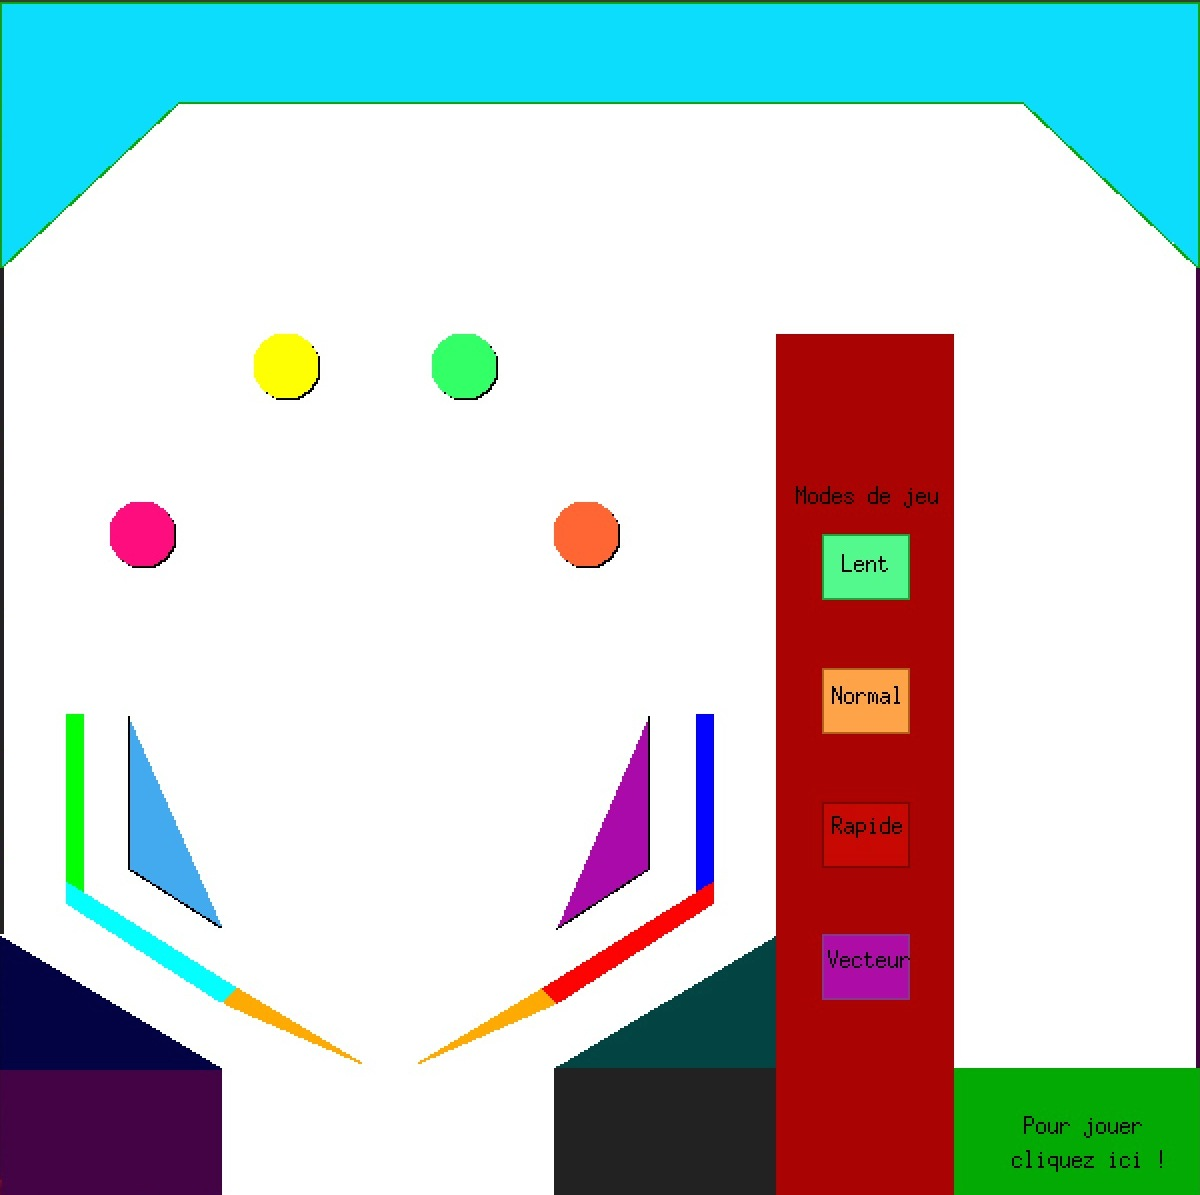 Modes de jeu
Lent
Normal
Rapide
Vecteur
Pour jouer
cliquez ici !